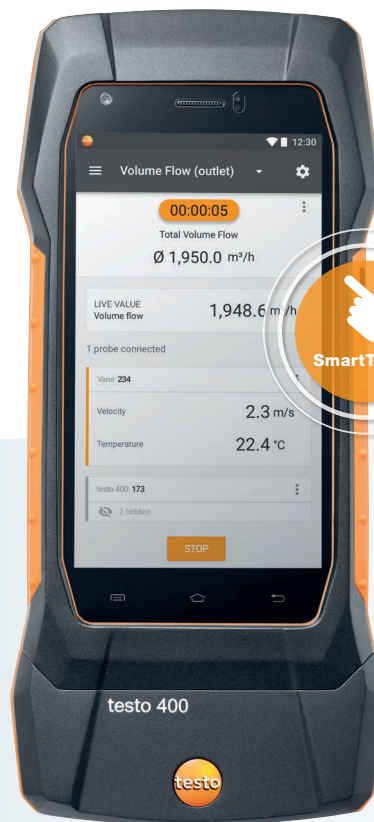 12:30
Volume Flow (outlet)
00:00:05
Total Volume Flow
Ø 1,950.0 m³/h
LIVE VALUE
Volume flow
1,948.6 m³/h
1 probe connected
Vane 234
Velocity
2.3 m/s
Temperature
22.4 °C
testo 400 173
2 hidden
STOP
testo 400
testo